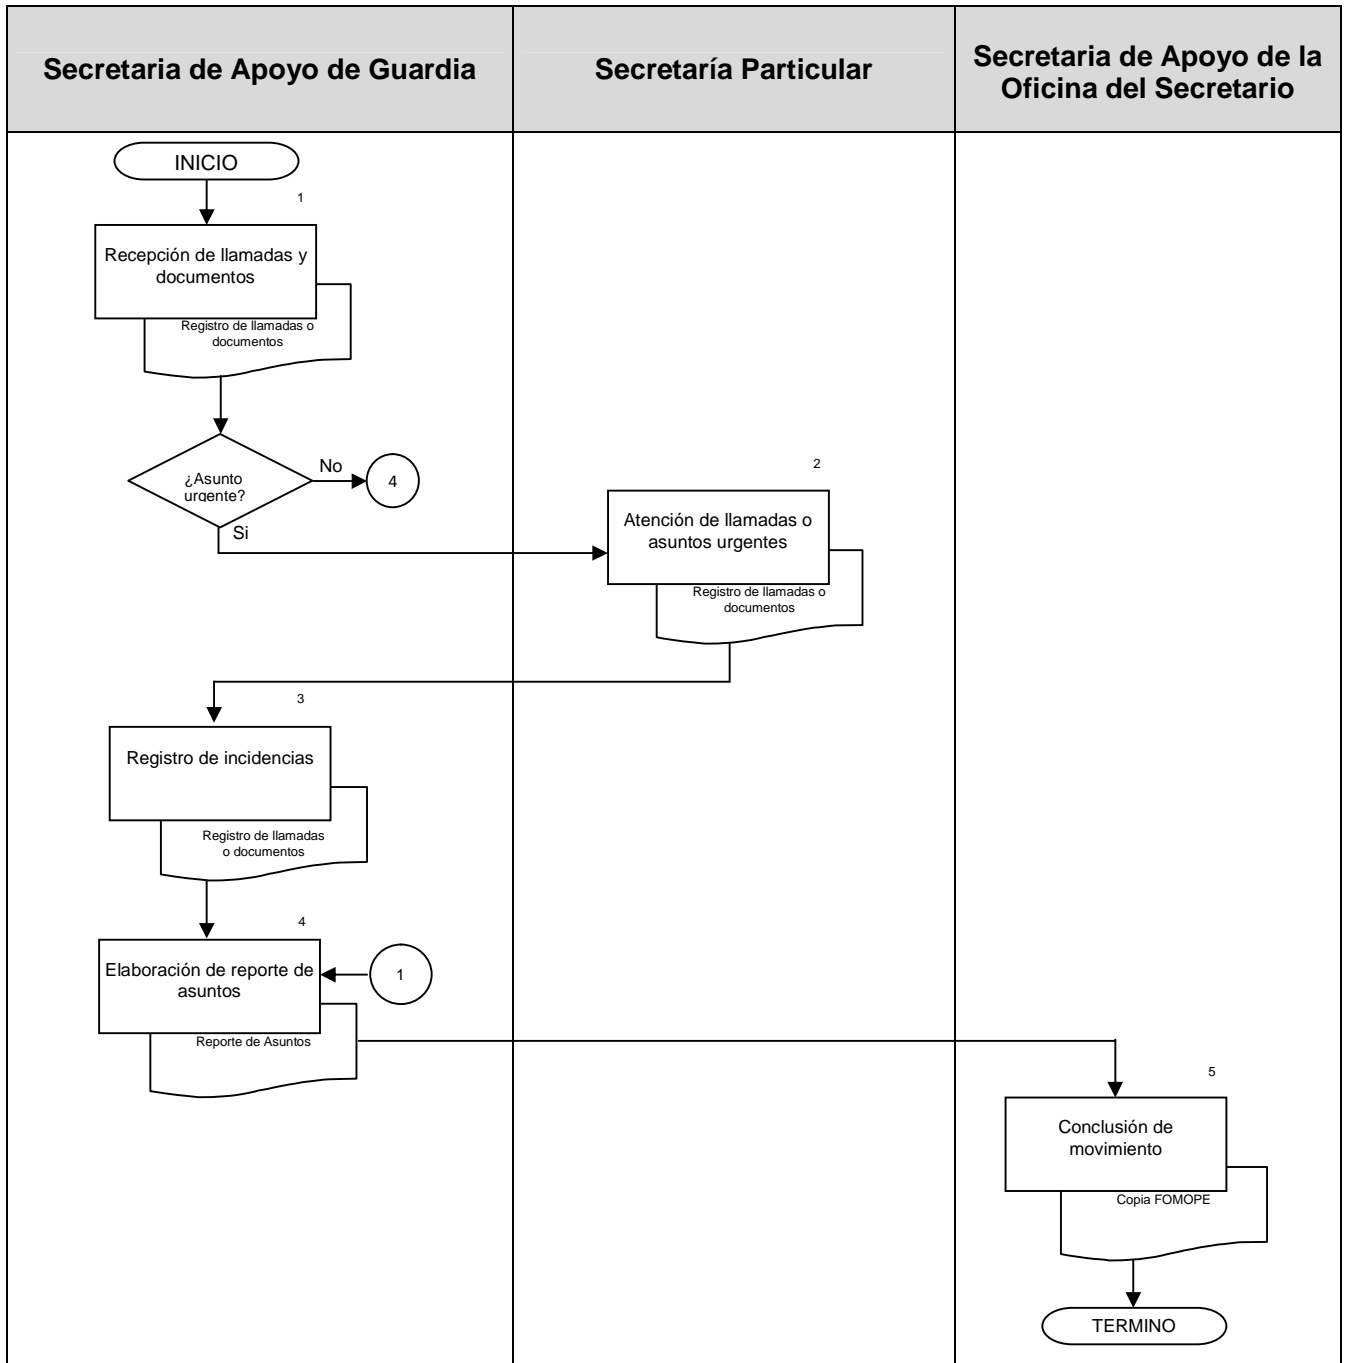 Secretaria de Apoyo de Guardia
Secretaría Particular
Secretaria de Apoyo de la
Oficina del Secretario
INICIO
1
Recepción de llamadas y
documentos
Registro de llamadas o
documentos
¿Asunto
urgente?
No
4
Si
2
Atención de llamadas o
asuntos urgentes
Registro de llamadas o
documentos
3
Registro de incidencias
Registro de llamadas
o documentos
4
Elaboración de reporte de
asuntos
1
Reporte de Asuntos
5
Conclusión de
movimiento
Copia FOMOPE
TERMINO